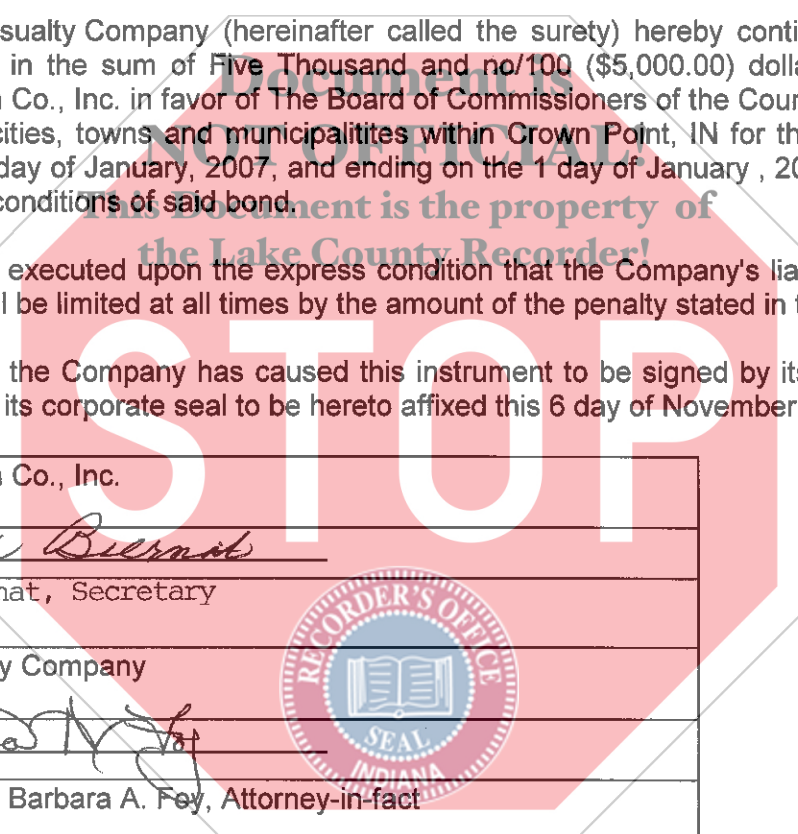 sualty Company (hereinafter called the surety) hereby conti
in the sum of Five Thousand and no/100 ($5,000.00) dolla
Co., Inc. in favor of The Board of Commissioners of the Coun
cities, towns and municipalitites within Crown Point, IN for th
day of January, 2007, and ending on the 1 day of January , 20
conditions of said bond.
Document is
NOT OFFICIAL!
This Document is the property of
the Lake County Recorder!
executed upon the express condition that the Company's lia
l be limited at all times by the amount of the penalty stated in t
STOP
the Company has caused this instrument to be signed by its
its corporate seal to be hereto affixed this 6 day of November
Co., Inc.
Biernat
nat, Secretary
y Company
Barbara A. Foy, Attorney-in-fact
RECORDER'S OFFICE
SEAL
INDIANA